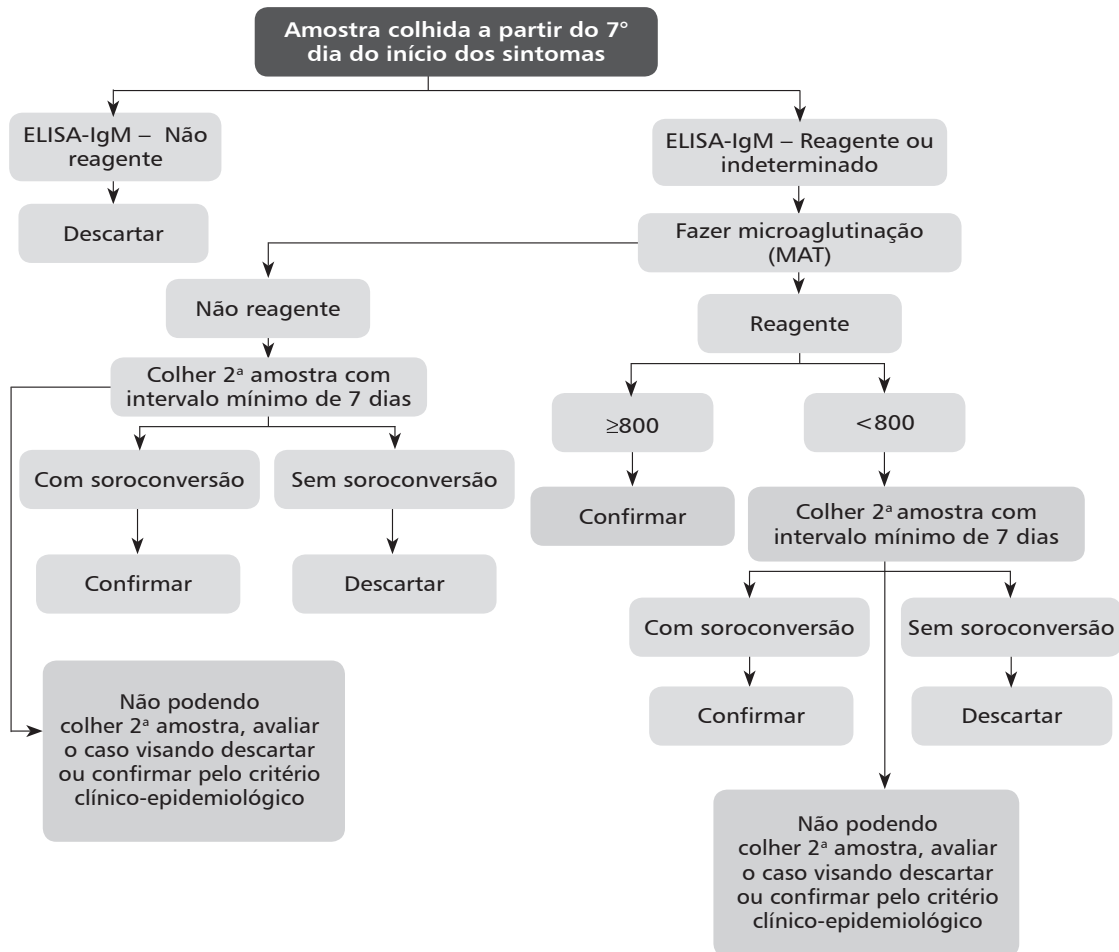 Amostra colhida a partir do 7°
dia do início dos sintomas
ELISA-IgM – Não
reagente
Descartar
ELISA-IgM – Reagente ou
indeterminado
Fazer microaglutinação
(MAT)
Não reagente
Colher 2ª amostra com
intervalo mínimo de 7 dias
Com soroconversão
Sem soroconversão
Confirmar
Descartar
Não podendo
colher 2ª amostra, avaliar
o caso visando descartar
ou confirmar pelo critério
clínico-epidemiológico
Reagente
≥800
<800
Confirmar
Colher 2ª amostra com
intervalo mínimo de 7 dias
Com soroconversão
Sem soroconversão
Confirmar
Descartar
Não podendo
colher 2ª amostra, avaliar
o caso visando descartar
ou confirmar pelo critério
clínico-epidemiológico